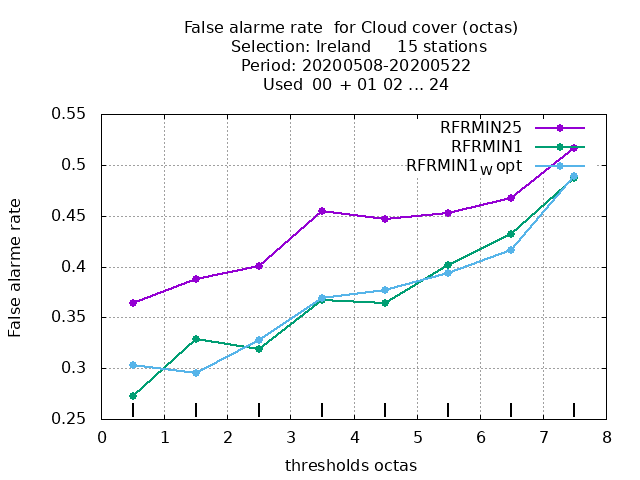 False alarme rate  for Cloud cover (octas)
Selection: Ireland     15 stations
Period: 20200508-20200522
Used  00 + 01 02 ... 24
RFRMIN25
RFRMIN1
RFRMIN1W opt
0.55
0.5
0.45
0.4
0.35
0.3
0.25
False alarme rate
0 1 2 3 4 5 6 7 8
thresholds octas